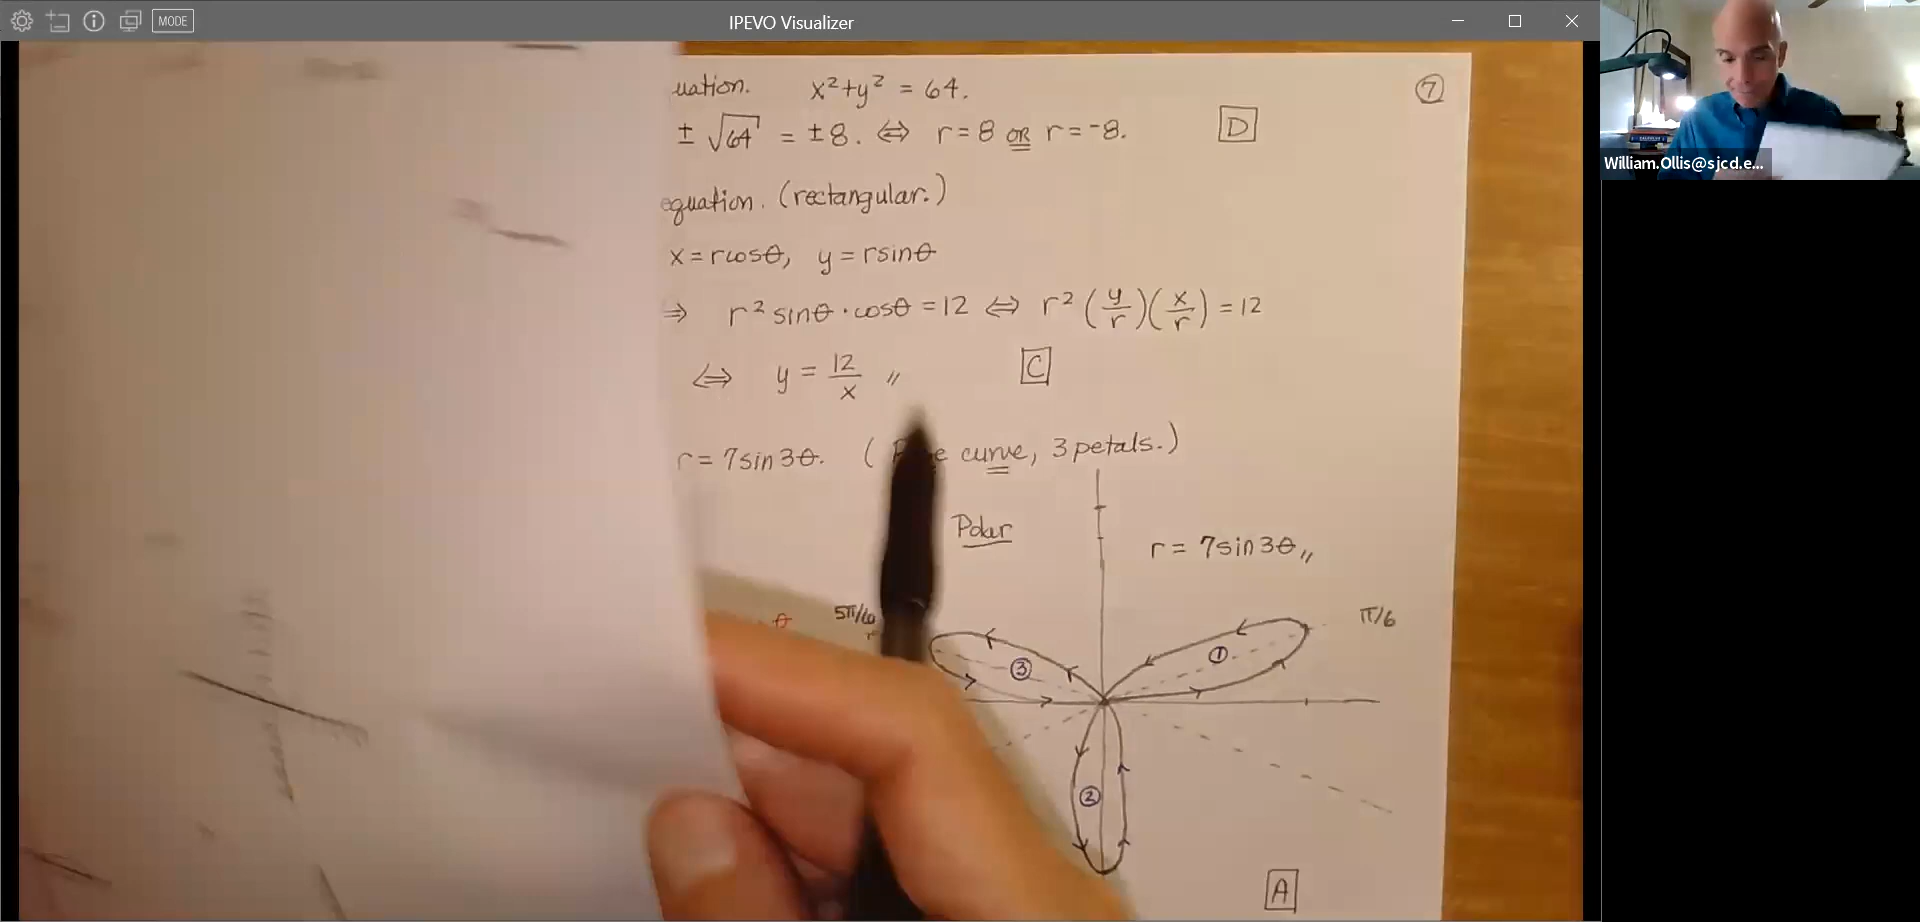 MODE
IPEVO Visualizer
William.Ollis@sjcd.e...
uation. x²+y² = 64. ⑦
± √64 = ±8. ⇔ r = 8 OR r = -8. D
equation. (rectangular.)
x = rcosθ, y = rsinθ
⇒ r² sinθ · cosθ = 12 ⇔ r² (y/r)(x/r) = 12
⇔ y = 12/x // C
r = 7sin3θ. ( curve, 3 petals.)
Polar
r = 7sin3θ //
θ 5π/6 π/6
③ ①
②
A